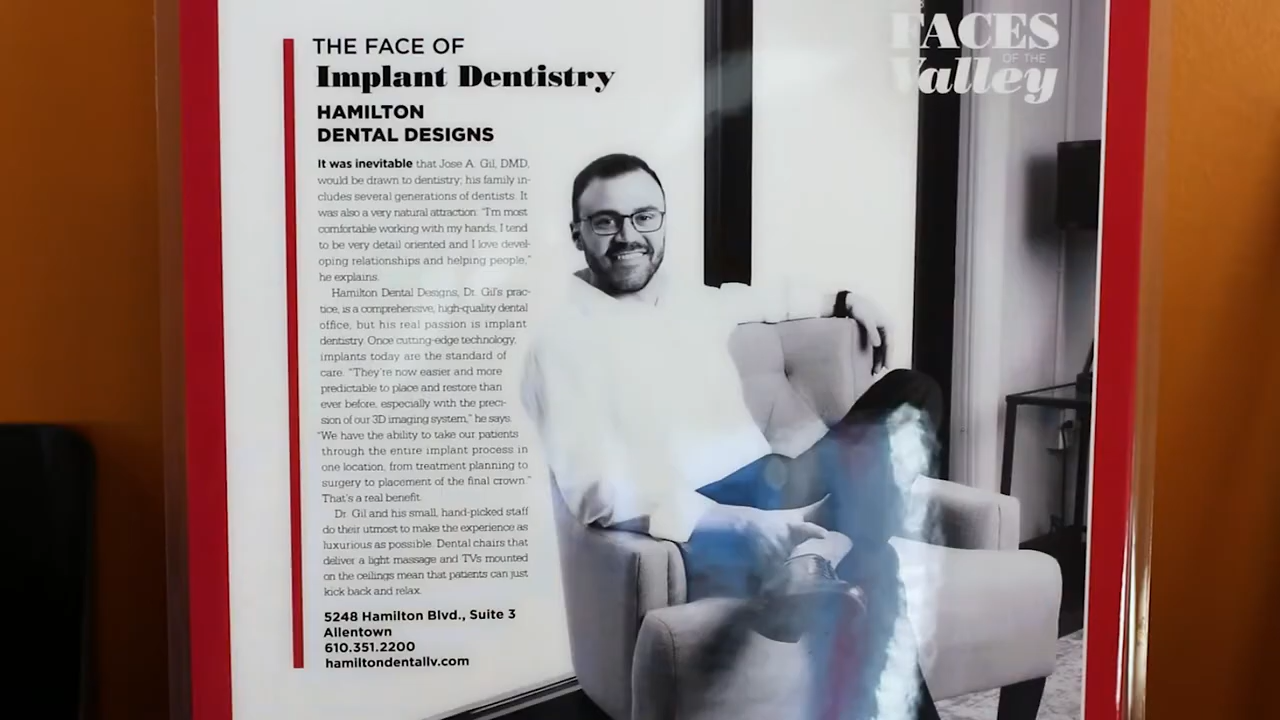 THE FACE OF
Implant Dentistry
HAMILTON
DENTAL DESIGNS
It was inevitable that Jose A. Gil, DMD,
would be drawn to dentistry; his family in-
cludes several generations of dentists. It
was also a very natural attraction. "I'm most
comfortable working with my hands, I tend
to be very detail oriented and I love devel-
oping relationships and helping people,"
he explains.
Hamilton Dental Designs, Dr. Gil's prac-
tice, is a comprehensive, high-quality dental
office, but his real passion is implant
dentistry. Once cutting-edge technology,
implants today are the standard of
care. "They're now easier and more
predictable to place and restore than
ever before, especially with the preci-
sion of our 3D imaging system," he says.
"We have the ability to take our patients
through the entire implant process in
one location, from treatment planning to
surgery to placement of the final crown."
That's a real benefit.
Dr. Gil and his small, hand-picked staff
do their utmost to make the experience as
luxurious as possible. Dental chairs that
deliver a light massage and TVs mounted
on the ceilings mean that patients can just
kick back and relax.
5248 Hamilton Blvd., Suite 3
Allentown
610.351.2200
hamiltondentallv.com
FACES
OF THE
Valley